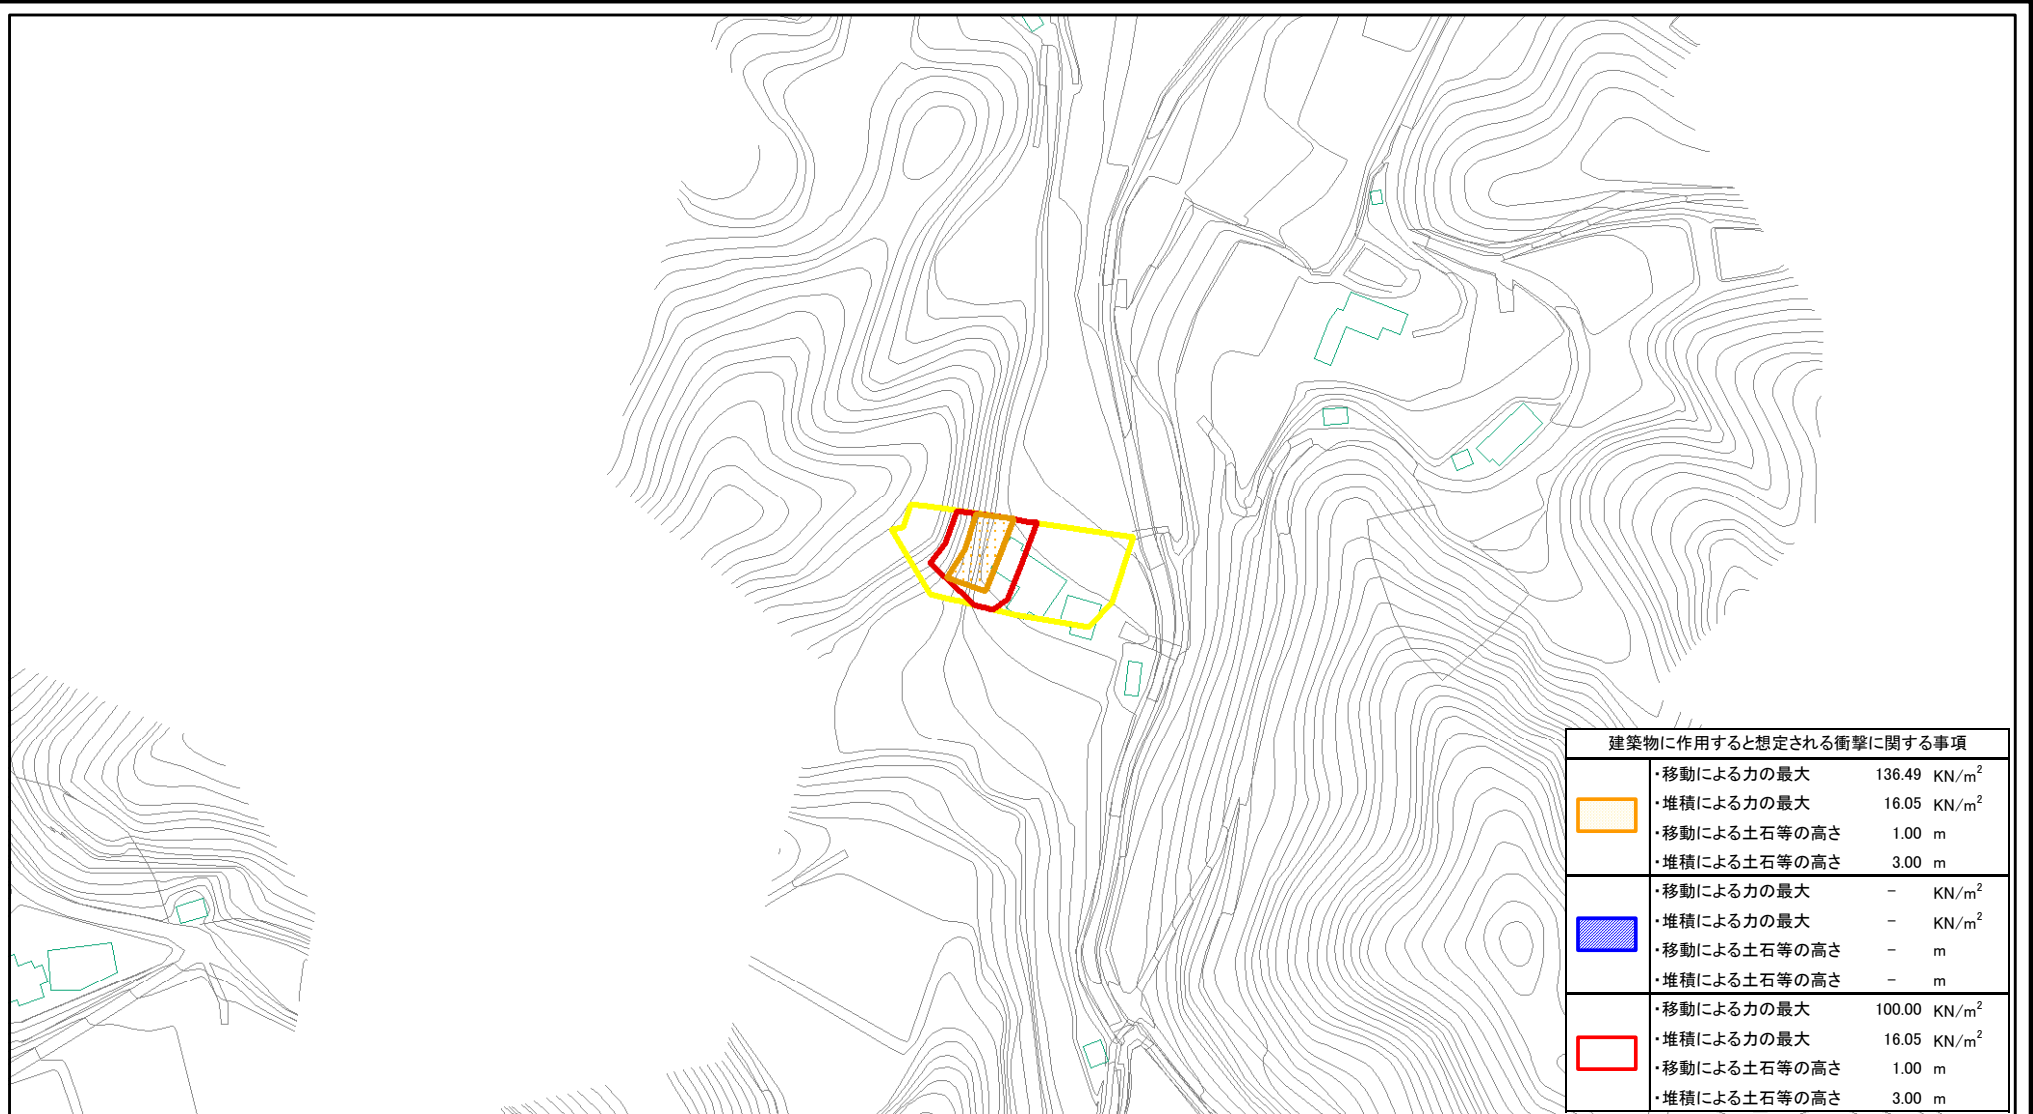 建築物に作用すると想定される衝撃に関する事項
・移動による力の最大 136.49 KN/m²
・堆積による力の最大 16.05 KN/m²
・移動による土石等の高さ 1.00 m
・堆積による土石等の高さ 3.00 m
・移動による力の最大 － KN/m²
・堆積による力の最大 － KN/m²
・移動による土石等の高さ － m
・堆積による土石等の高さ － m
・移動による力の最大 100.00 KN/m²
・堆積による力の最大 16.05 KN/m²
・移動による土石等の高さ 1.00 m
・堆積による土石等の高さ 3.00 m